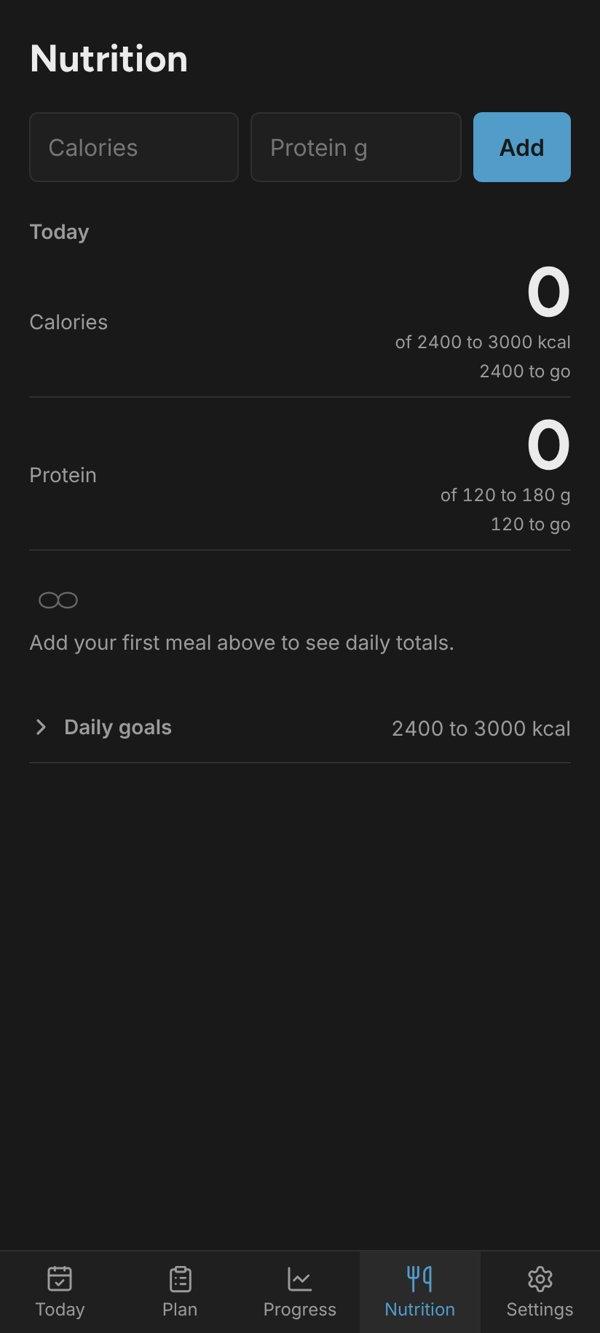 Nutrition
Calories
Protein g
Add
Today
Calories
0
of 2400 to 3000 kcal
2400 to go
Protein
0
of 120 to 180 g
120 to go
Add your first meal above to see daily totals.
Daily goals
2400 to 3000 kcal
Today
Plan
Progress
Nutrition
Settings